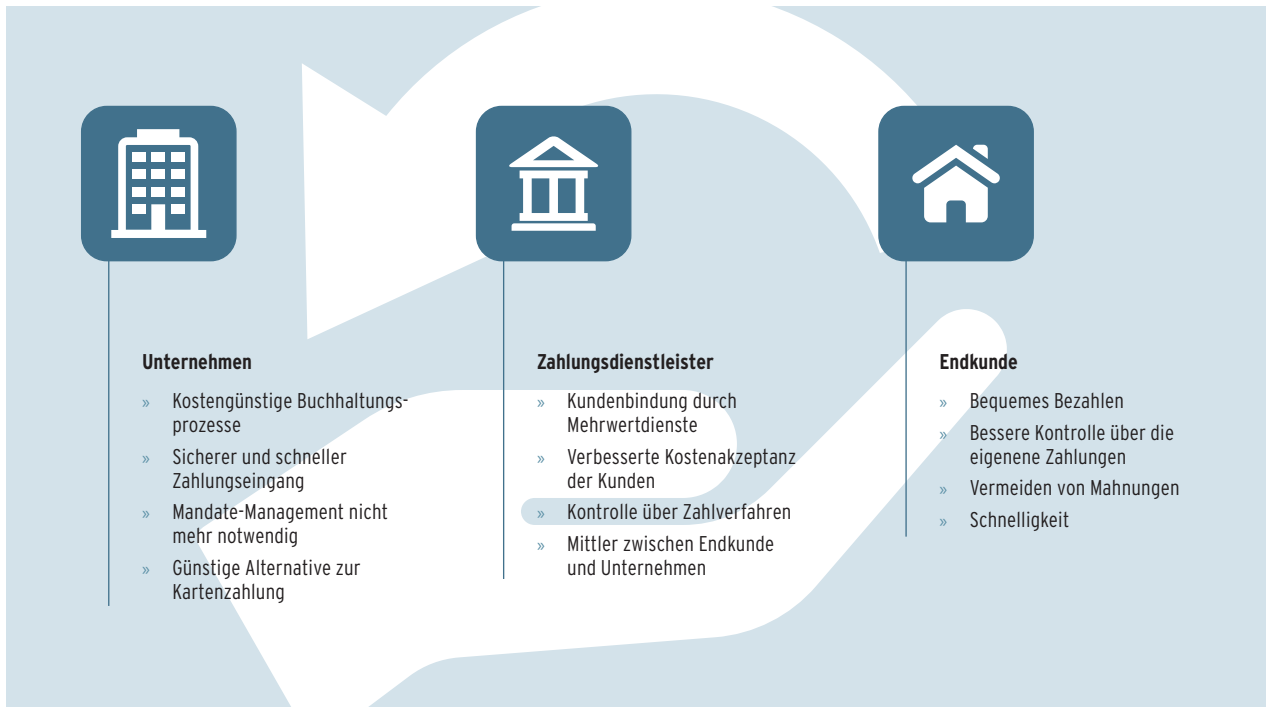 Unternehmen
» Kostengünstige Buchhaltungs-
prozesse
» Sicherer und schneller
Zahlungseingang
» Mandate-Management nicht
mehr notwendig
» Günstige Alternative zur
Kartenzahlung
Zahlungsdienstleister
» Kundenbindung durch
Mehrwertdienste
» Verbesserte Kostenakzeptanz
der Kunden
» Kontrolle über Zahlverfahren
» Mittler zwischen Endkunde
und Unternehmen
Endkunde
» Bequemes Bezahlen
» Bessere Kontrolle über die
eigenene Zahlungen
» Vermeiden von Mahnungen
» Schnelligkeit